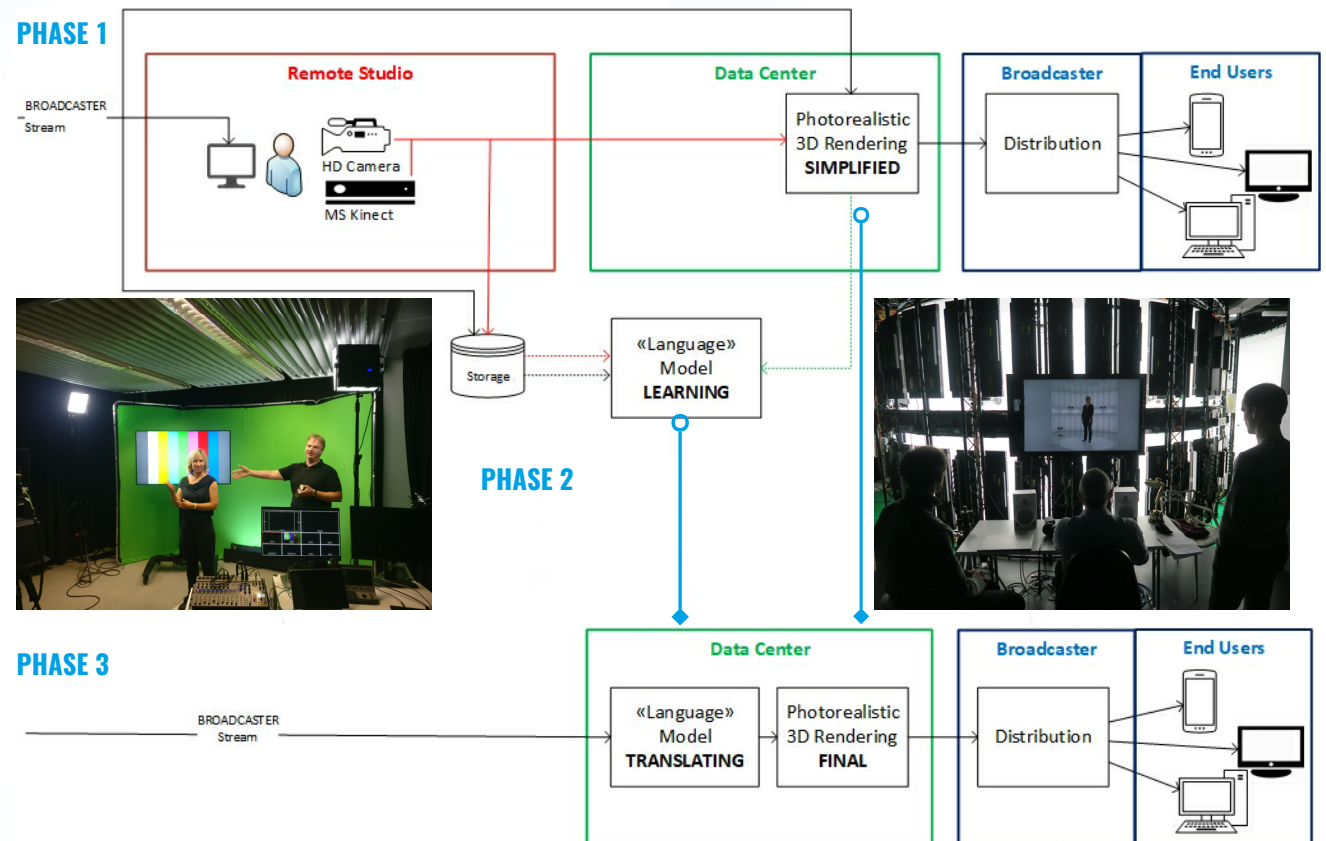 PHASE 1
BROADCASTER
Stream
Remote Studio
HD Camera
MS Kinect
Data Center
Photorealistic
3D Rendering
SIMPLIFIED
Broadcaster
Distribution
End Users
Storage
«Language»
Model
LEARNING
PHASE 2
PHASE 3
BROADCASTER
Stream
Data Center
«Language»
Model
TRANSLATING
Photorealistic
3D Rendering
FINAL
Broadcaster
Distribution
End Users